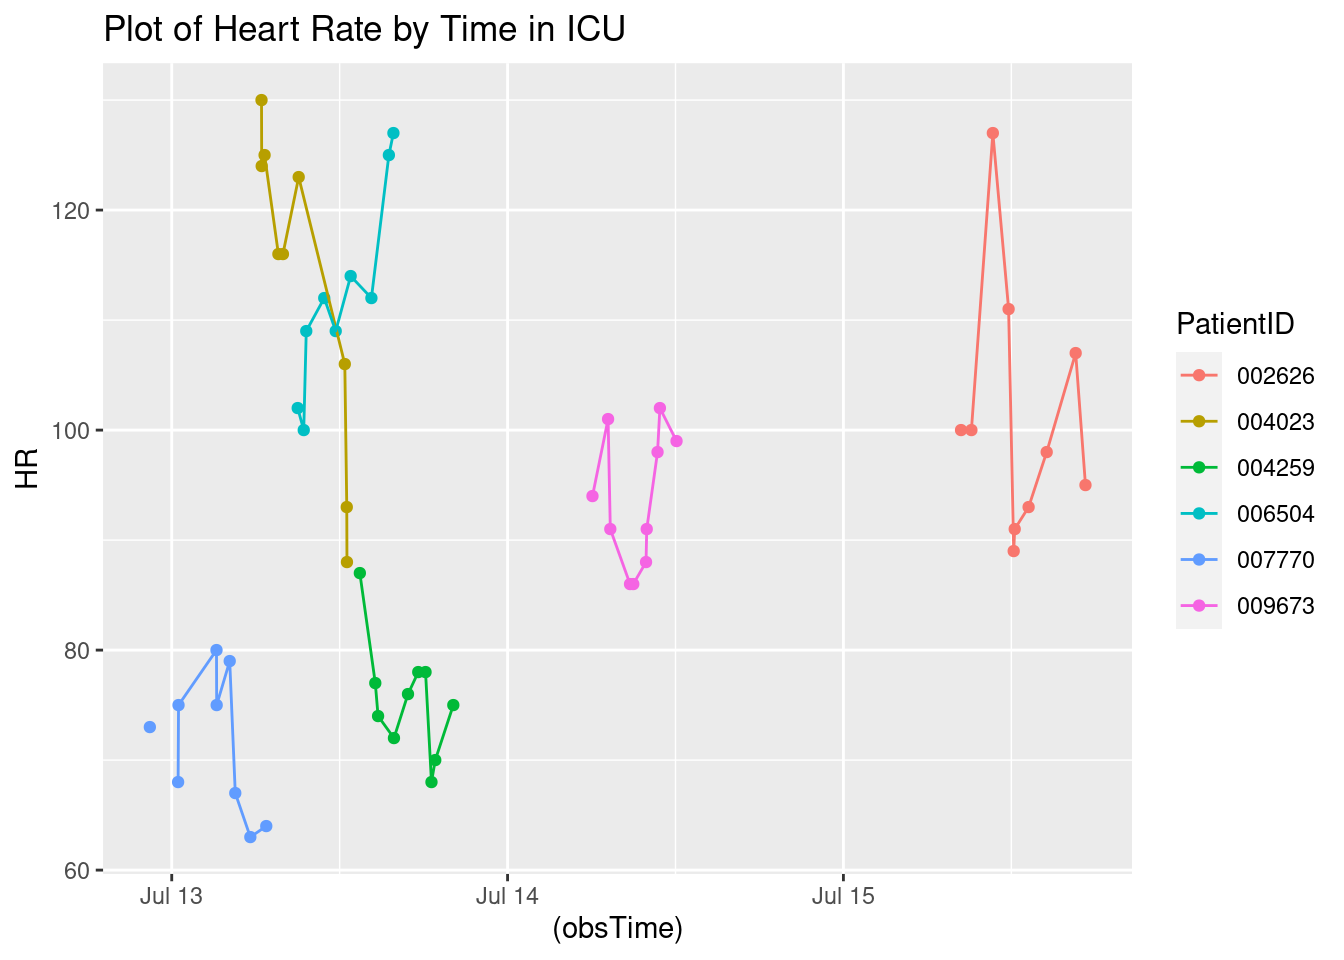 Plot of Heart Rate by Time in ICU
120
100
80
60
HR
Jul 13
Jul 14
Jul 15
(obsTime)
PatientID
002626
004023
004259
006504
007770
009673